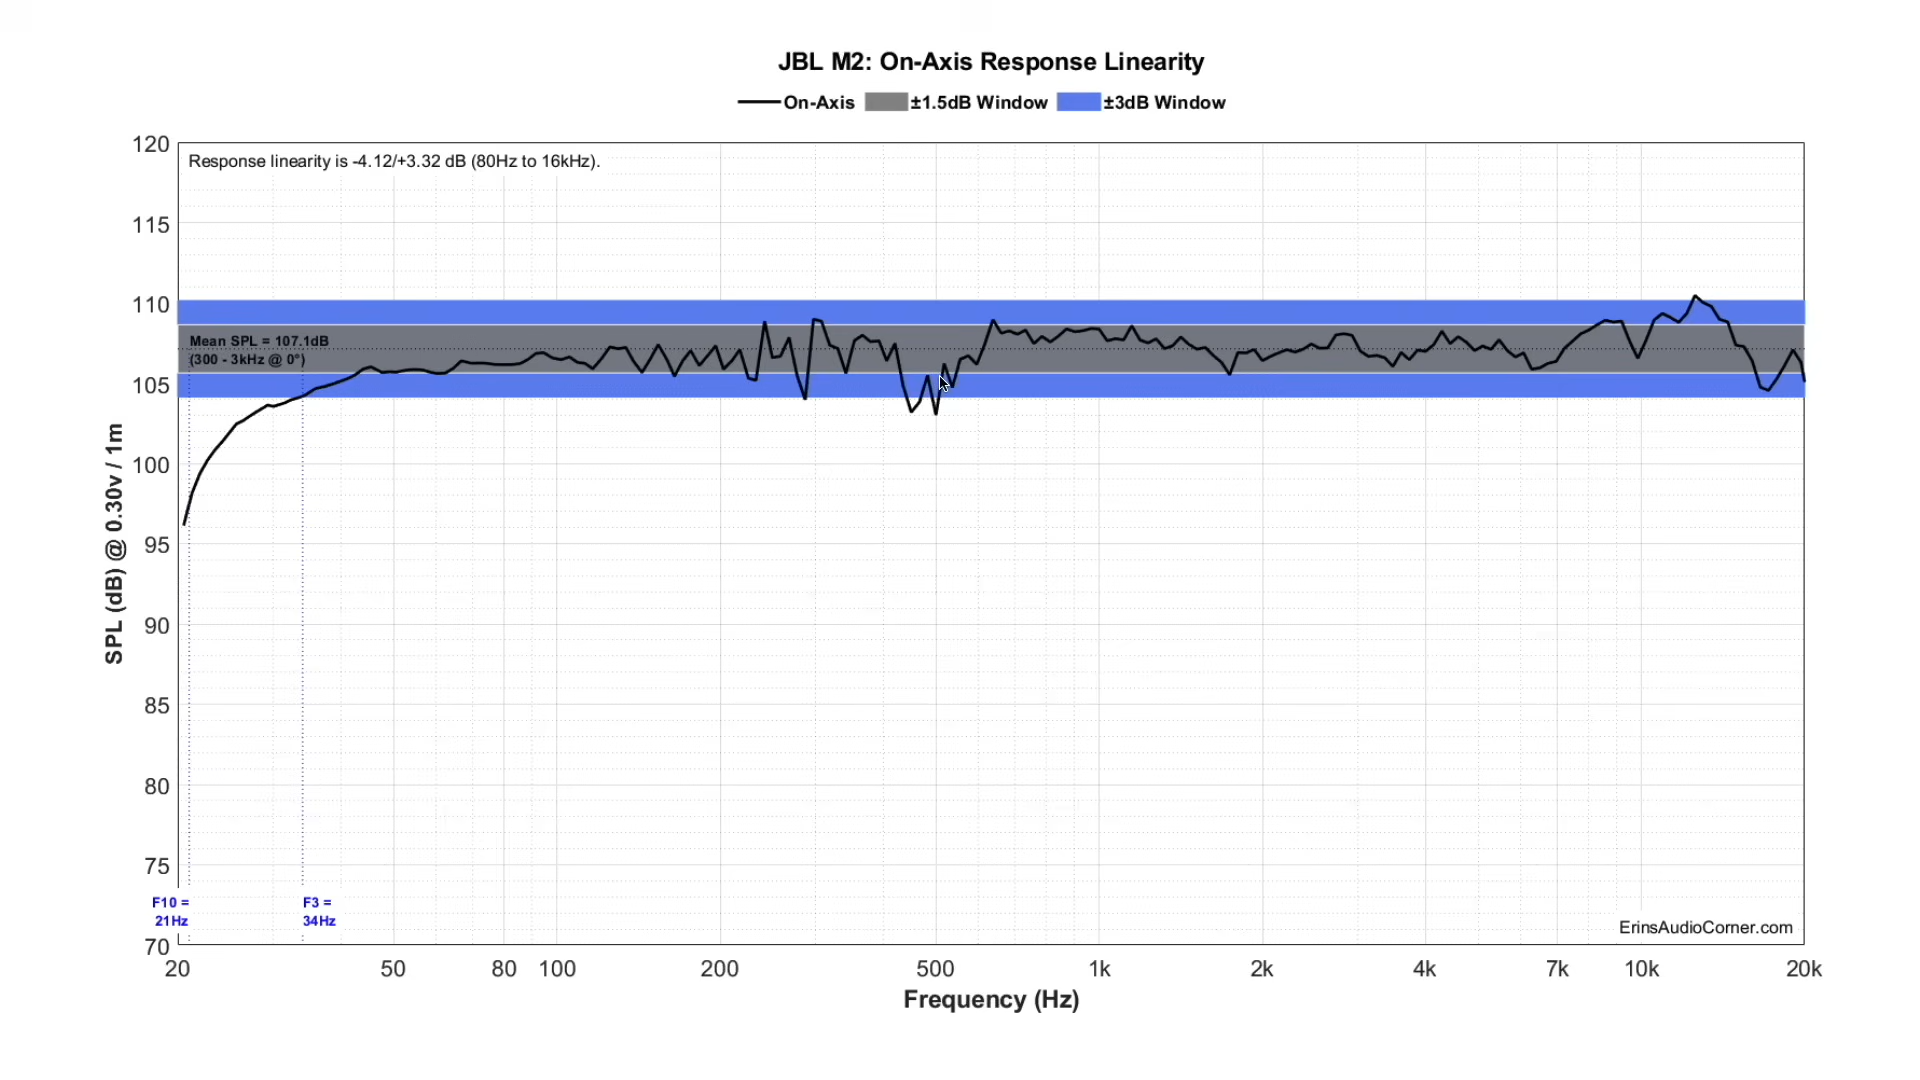 JBL M2: On-Axis Response Linearity
On-Axis ±1.5dB Window ±3dB Window
Response linearity is -4.12/+3.32 dB (80Hz to 16kHz).
Mean SPL = 107.1dB
(300 - 3kHz @ 0°)
120
115
110
105
100
95
90
85
80
75
70
SPL (dB) @ 0.30v / 1m
F10 =
21Hz
F3 =
34Hz
ErinsAudioCorner.com
20 50 80 100 200 500 1k 2k 4k 7k 10k 20k
Frequency (Hz)